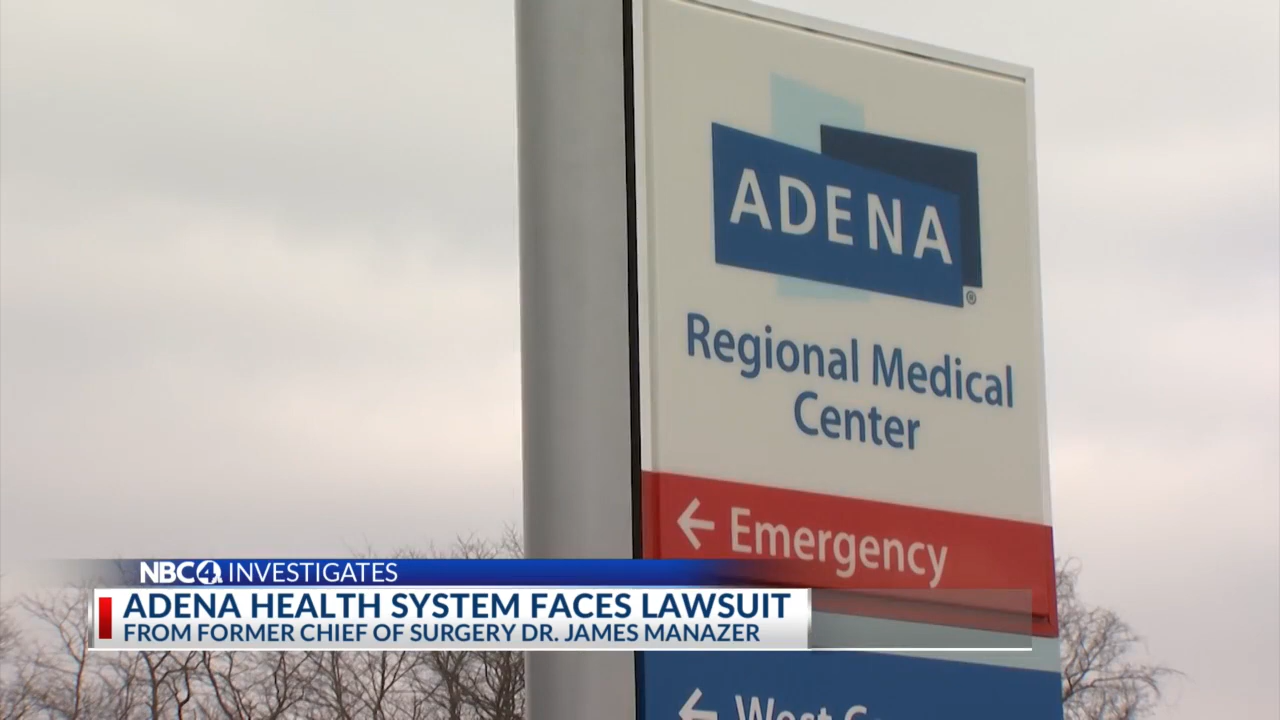 ADENA
®
Regional Medical
Center
← Emergency
NBC4 INVESTIGATES
ADENA HEALTH SYSTEM FACES LAWSUIT
FROM FORMER CHIEF OF SURGERY DR. JAMES MANAZER
← West